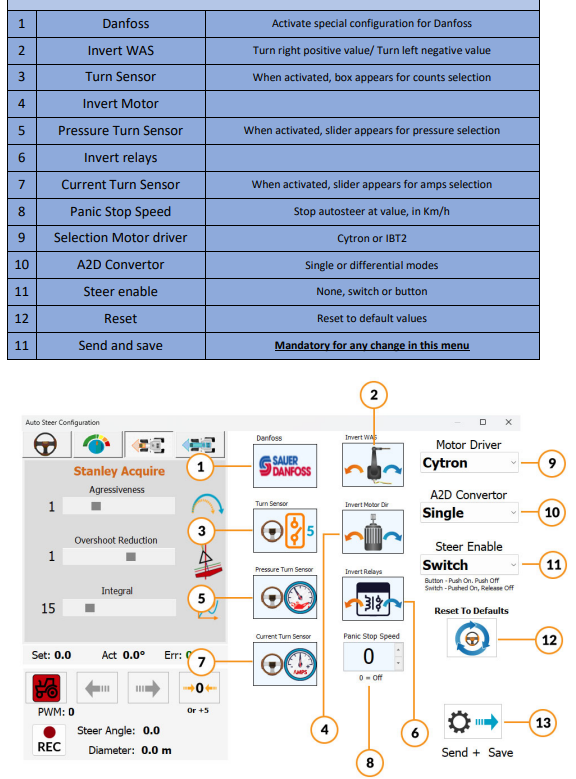 1 Danfoss Activate special configuration for Danfoss
2 Invert WAS Turn right positive value/ Turn left negative value
3 Turn Sensor When activated, box appears for counts selection
4 Invert Motor
5 Pressure Turn Sensor When activated, slider appears for pressure selection
6 Invert relays
7 Current Turn Sensor When activated, slider appears for amps selection
8 Panic Stop Speed Stop autosteer at value, in Km/h
9 Selection Motor driver Cytron or IBT2
10 A2D Convertor Single or differential modes
11 Steer enable None, switch or button
12 Reset Reset to default values
11 Send and save Mandatory for any change in this menu
2
Auto Steer Configuration
Stanley Acquire
Agressiveness
1
Overshoot Reduction
1
Integral
15
Set: 0.0 Act 0.0° Err:
PWM: 0
0
Or +5
REC
Steer Angle: 0.0
Diameter: 0.0 m
1
Danfoss
SAUER
DANFOSS
3
Turn Sensor
5
5
Pressure Turn Sensor
7
Current Turn Sensor
AMPS
Invert WAS
Invert Motor Dir
Invert Relays
Panic Stop Speed
0
0 = Off
4
8
6
Motor Driver
Cytron
9
A2D Convertor
Single
10
Steer Enable
Switch
11
Button - Push On, Push Off
Switch - Pushed On, Release Off
Reset To Defaults
12
13
Send + Save